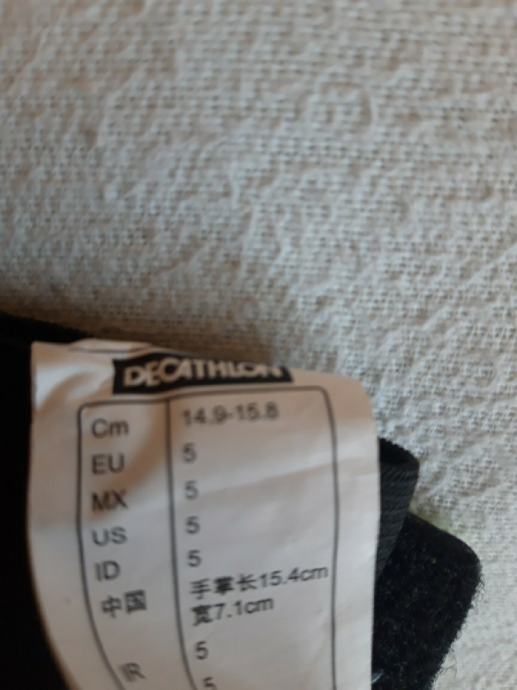 DECATHLON
Cm 14.9-15.8
EU 5
MX 5
US 5
ID 5
中国 手掌长15.4cm
宽7.1cm
IR 5
5